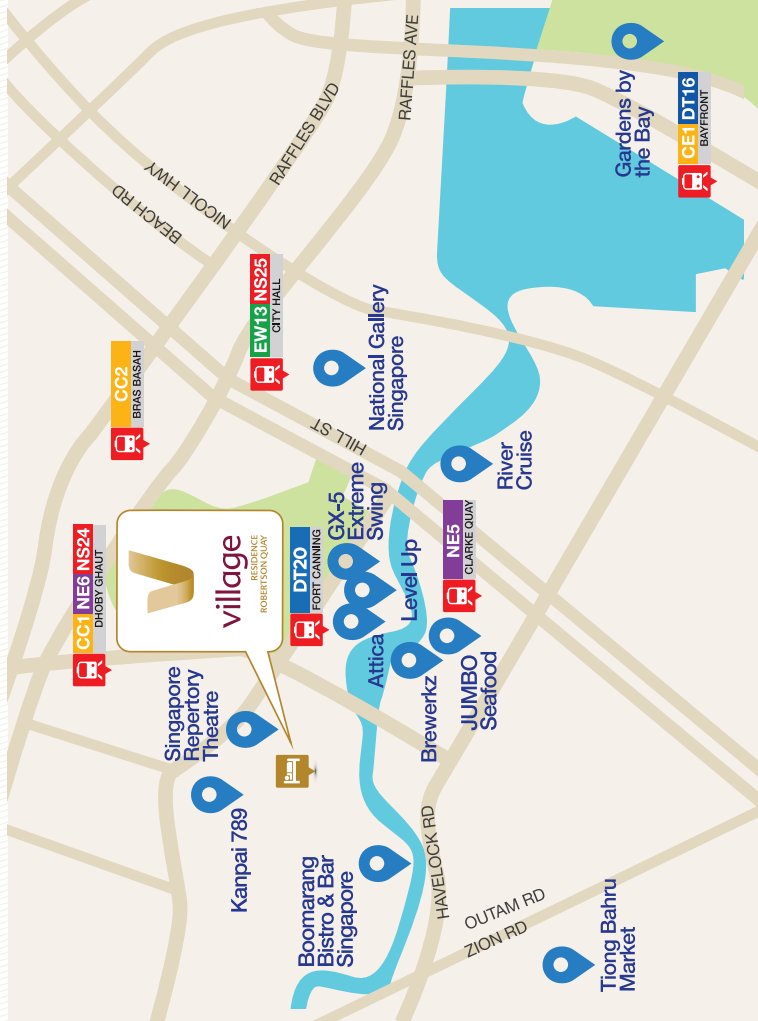 RAFFLES AVE
RAFFLES BLVD
NICOLL HWY
BEACH RD
Gardens by
the Bay
CE1 DT16
BAYFRONT
EW13 NS25
CITY HALL
CC2
BRAS BASAH
National Gallery
Singapore
HILL ST
River
Cruise
CC1 NE6 NS24
DHOBY GHAUT
village
RESIDENCE
ROBERTSON QUAY
DT20
FORT CANNING
GX-5
Extreme
Swing
Level Up
Attica
NE5
CLARKE QUAY
Brewerkz
JUMBO
Seafood
Singapore
Repertory
Theatre
Kanpai 789
Boomarang
Bistro & Bar
Singapore
HAVELOCK RD
OUTAM RD
ZION RD
Tiong Bahru
Market